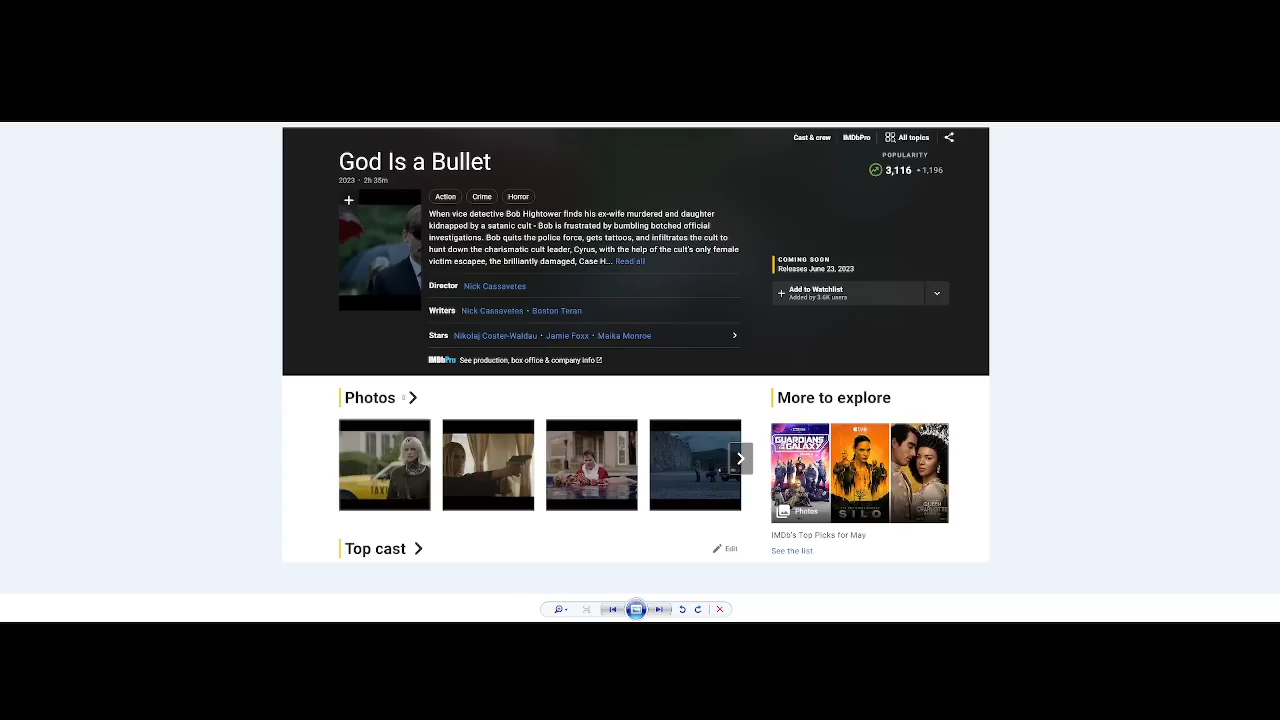 Cast & crew
IMDbPro
All topics
God Is a Bullet
2023 · 2h 35m
POPULARITY
3,116
1,196
Action
Crime
Horror
When vice detective Bob Hightower finds his ex-wife murdered and daughter
kidnapped by a satanic cult - Bob is frustrated by bumbling botched official
investigations. Bob quits the police force, gets tattoos, and infiltrates the cult to
hunt down the charismatic cult leader, Cyrus, with the help of the cult's only female
victim escapee, the brilliantly damaged, Case H... Read all
COMING SOON
Releases June 23, 2023
Add to Watchlist
Added by 3.6K users
Director Nick Cassavetes
Writers Nick Cassavetes · Boston Teran
Stars Nikolaj Coster-Waldau · Jamie Foxx · Maika Monroe
IMDbPro See production, box office & company info
Photos
More to explore
TAXI
GUARDIANS
GALAXY
SILO
QUEEN
CHARLOTTE
Photos
IMDb's Top Picks for May
See the list
Top cast
Edit